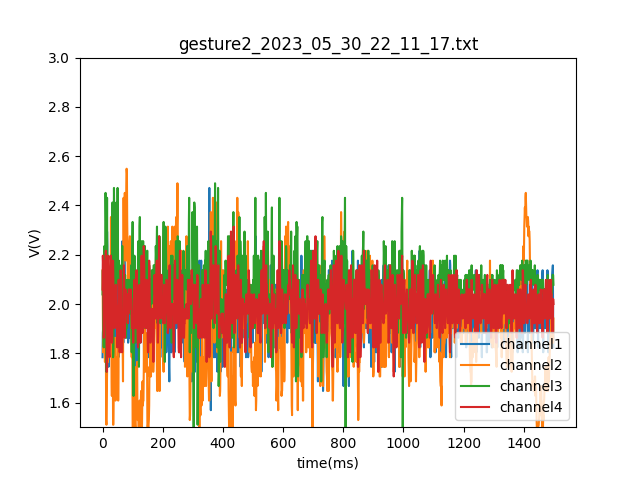 gesture2_2023_05_30_22_11_17.txt
3.0
2.8
2.6
2.4
2.2
2.0
1.8
1.6
V(V)
channel1
channel2
channel3
channel4
0 200 400 600 800 1000 1200 1400
time(ms)